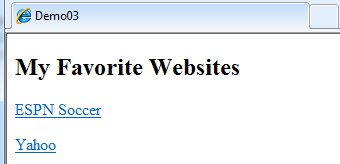 Demo03
My Favorite Websites
ESPN Soccer
Yahoo